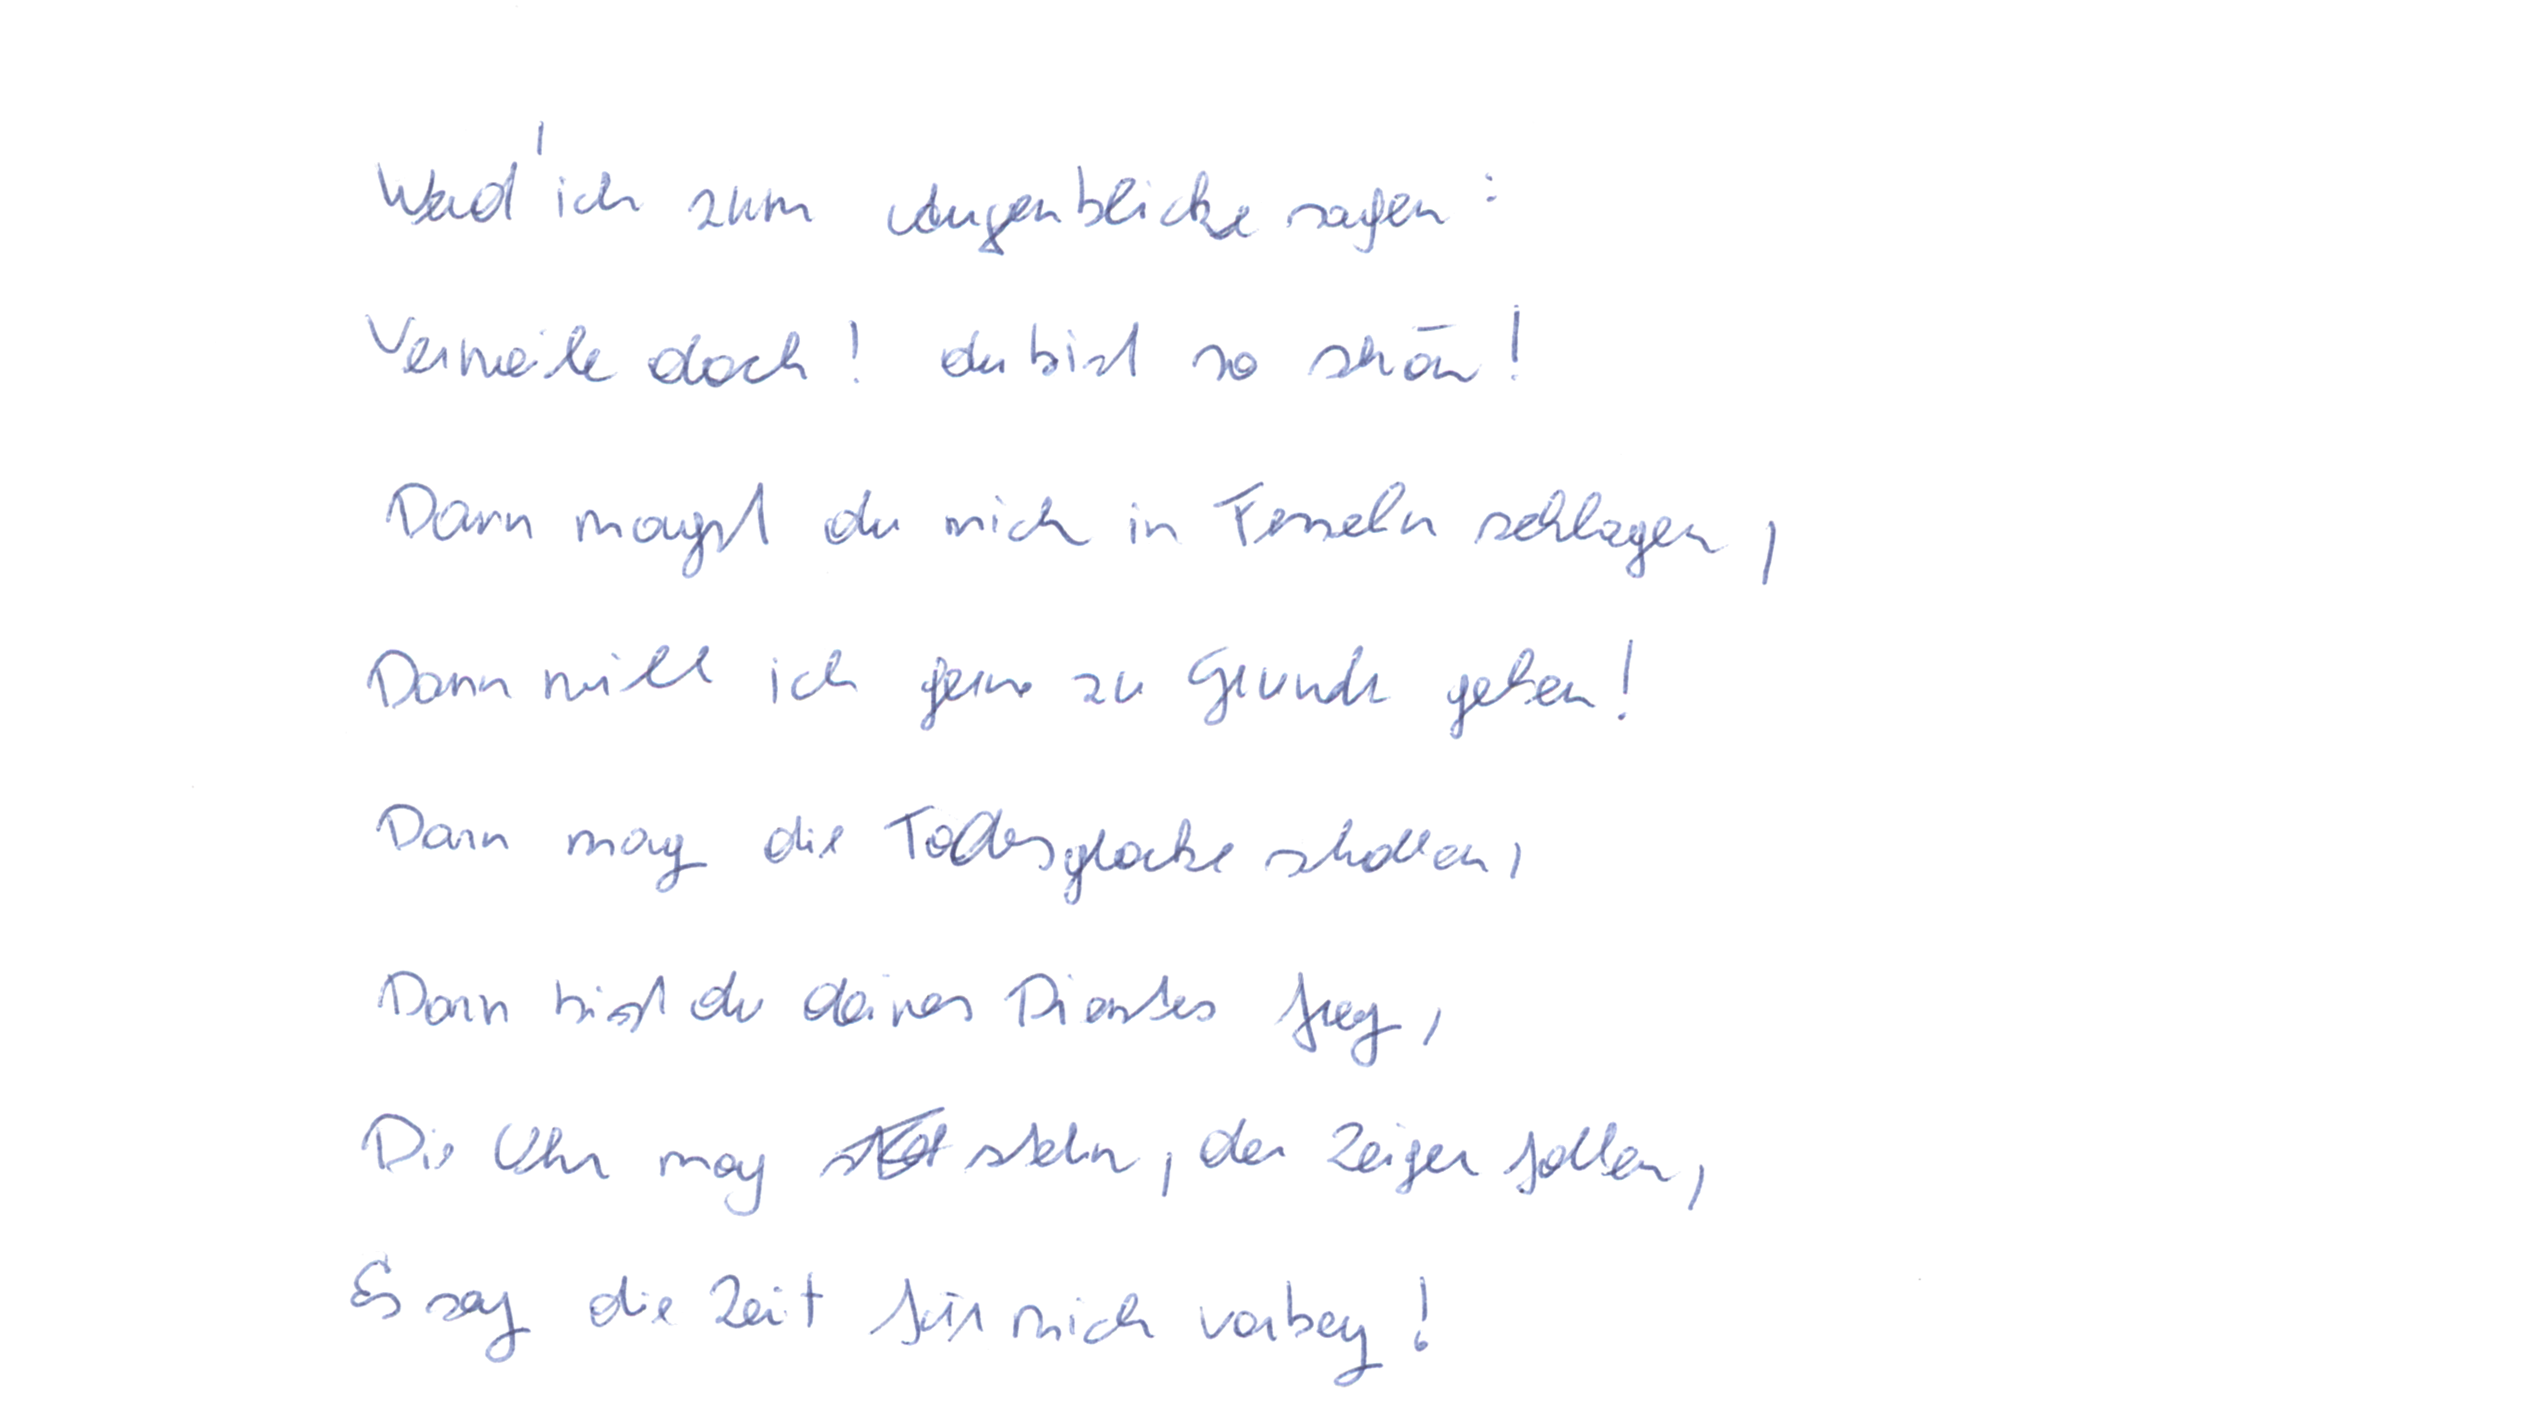 Werd' ich zum Augenblicke sagen:
Verweile doch! du bist so schön!
Dann magst du mich in Fesseln schlagen,
Dann will ich gern zu Grunde gehen!
Dann mag die Todesglocke schallen,
Dann bist du deines Dienstes frey,
Die Uhr mag stehn, der Zeiger fallen,
Es sey die Zeit für mich vorbey!